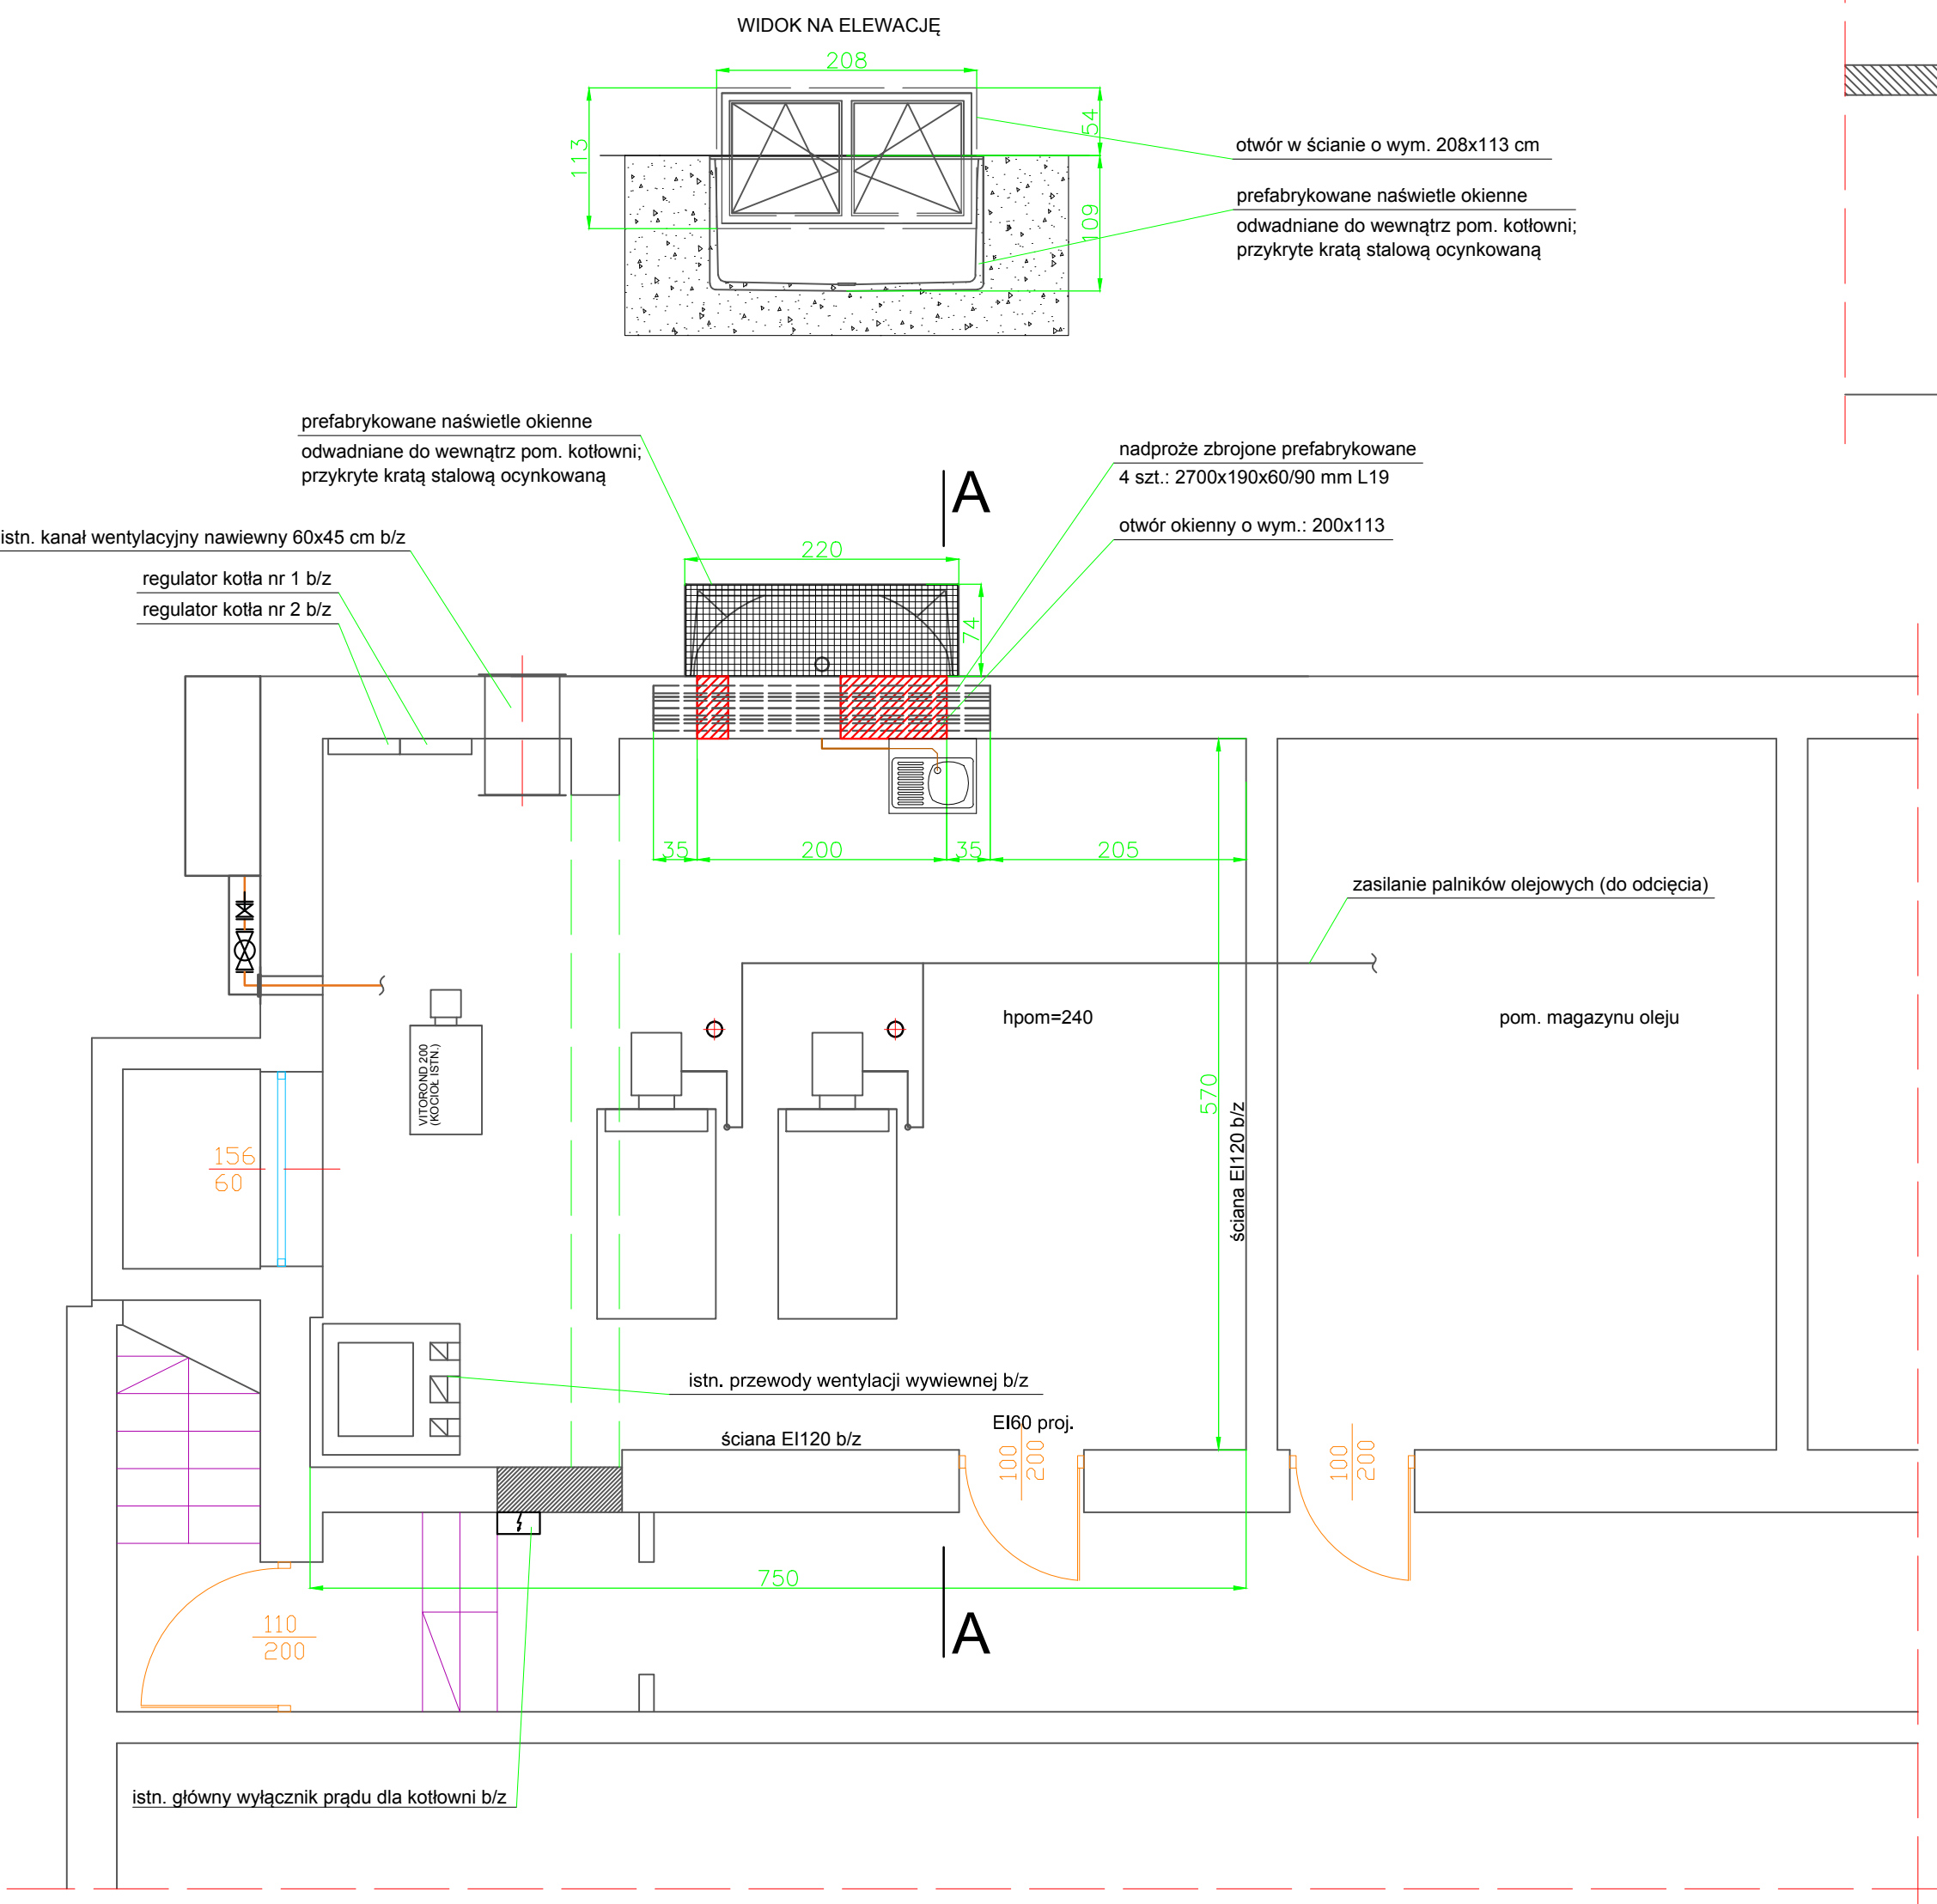 WIDOK NA ELEWACJĘ
208
113
54
109
otwór w ścianie o wym. 208x113 cm
prefabrykowane naświetle okienne
odwadniane do wewnątrz pom. kotłowni;
przykryte kratą stalową ocynkowaną
prefabrykowane naświetle okienne
odwadniane do wewnątrz pom. kotłowni;
przykryte kratą stalową ocynkowaną
nadproże zbrojone prefabrykowane
4 szt.: 2700x190x60/90 mm L19
otwór okienny o wym.: 200x113
A
istn. kanał wentylacyjny nawiewny 60x45 cm b/z
regulator kotła nr 1 b/z
regulator kotła nr 2 b/z
220
74
35
200
35
205
zasilanie palników olejowych (do odcięcia)
hpom=240
pom. magazynu oleju
VITOROND 200
(KOCIOŁ ISTN.)
570
ściana EI120 b/z
156
60
istn. przewody wentylacji wywiewnej b/z
EI60 proj.
ściana EI120 b/z
100
200
100
200
750
A
110
200
istn. główny wyłącznik prądu dla kotłowni b/z